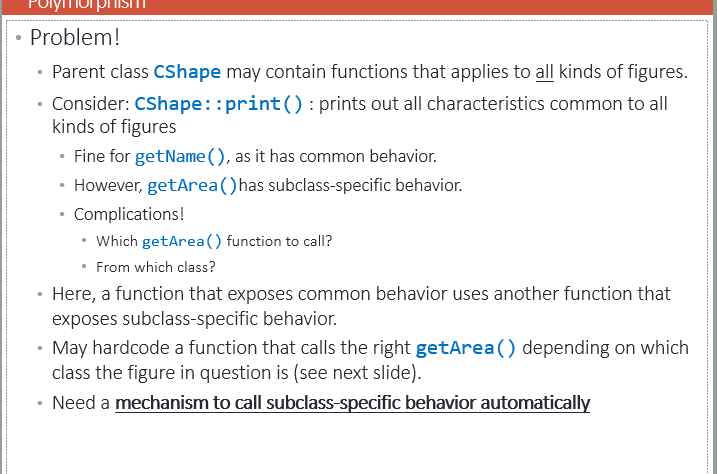 Polymorphism
• Problem!
• Parent class CShape may contain functions that applies to all kinds of figures.
• Consider: CShape::print() : prints out all characteristics common to all
kinds of figures
• Fine for getName(), as it has common behavior.
• However, getArea()has subclass-specific behavior.
• Complications!
• Which getArea() function to call?
• From which class?
• Here, a function that exposes common behavior uses another function that
exposes subclass-specific behavior.
• May hardcode a function that calls the right getArea() depending on which
class the figure in question is (see next slide).
• Need a mechanism to call subclass-specific behavior automatically